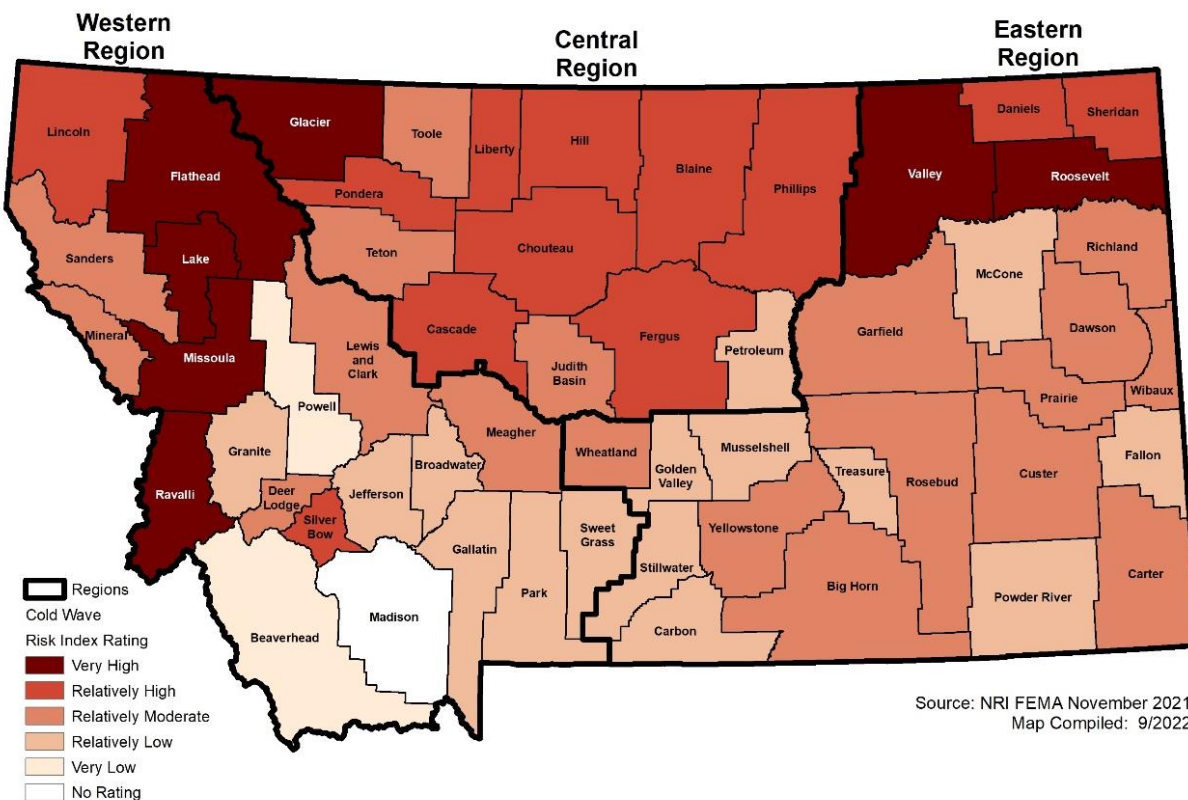 Western
Region
Central
Region
Eastern
Region
Lincoln
Flathead
Glacier
Toole
Liberty
Hill
Blaine
Phillips
Valley
Daniels
Sheridan
Roosevelt
Pondera
Teton
Chouteau
Sanders
Lake
Mineral
Missoula
Cascade
Judith
Basin
Fergus
Petroleum
Garfield
McCone
Richland
Dawson
Prairie
Wibaux
Lewis
and
Clark
Powell
Granite
Ravalli
Deer
Lodge
Silver
Bow
Jefferson
Broadwater
Meagher
Wheatland
Golden
Valley
Musselshell
Treasure
Rosebud
Custer
Fallon
Gallatin
Park
Sweet
Grass
Stillwater
Yellowstone
Carbon
Big Horn
Powder River
Carter
Beaverhead
Madison
Regions
Cold Wave
Risk Index Rating
Very High
Relatively High
Relatively Moderate
Relatively Low
Very Low
No Rating
Source: NRI FEMA November 2021
Map Compiled: 9/2022